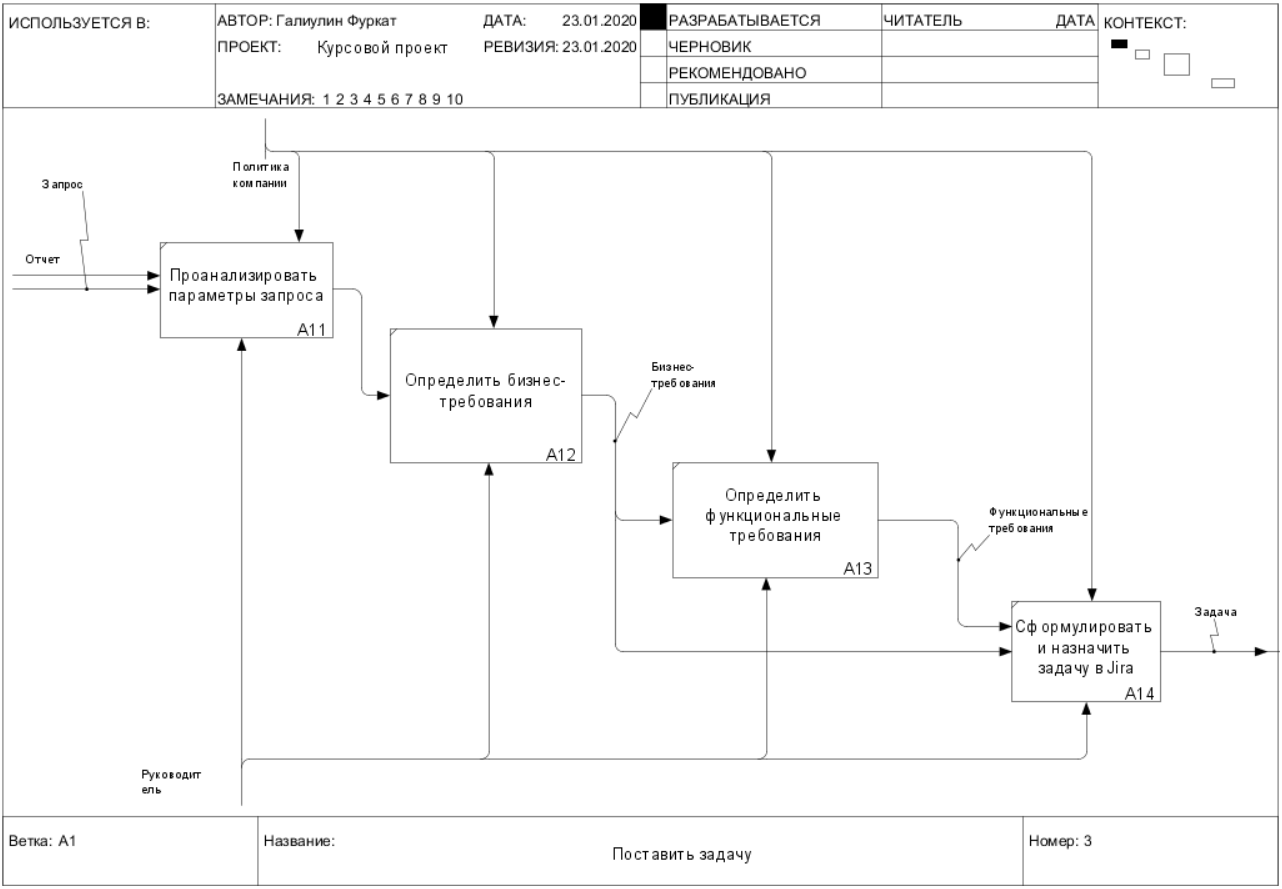 ИСПОЛЬЗУЕТСЯ В:
АВТОР: Галиулин Фуркат
ДАТА: 23.01.2020
РАЗРАБАТЫВАЕТСЯ
ЧИТАТЕЛЬ
ДАТА
КОНТЕКСТ:
ПРОЕКТ: Курсовой проект
РЕВИЗИЯ: 23.01.2020
ЧЕРНОВИК
РЕКОМЕНДОВАНО
ЗАМЕЧАНИЯ: 1 2 3 4 5 6 7 8 9 10
ПУБЛИКАЦИЯ
Политика
компании
Запрос
Отчет
Проанализировать
параметры запроса
A11
Определить бизнес-
требования
A12
Бизнес-
требования
Определить
функциональные
требования
A13
Функциональные
требования
Сформулировать
и назначить
задачу в Jira
A14
Задача
Руководит
ель
Ветка: A1
Название:
Поставить задачу
Номер: 3